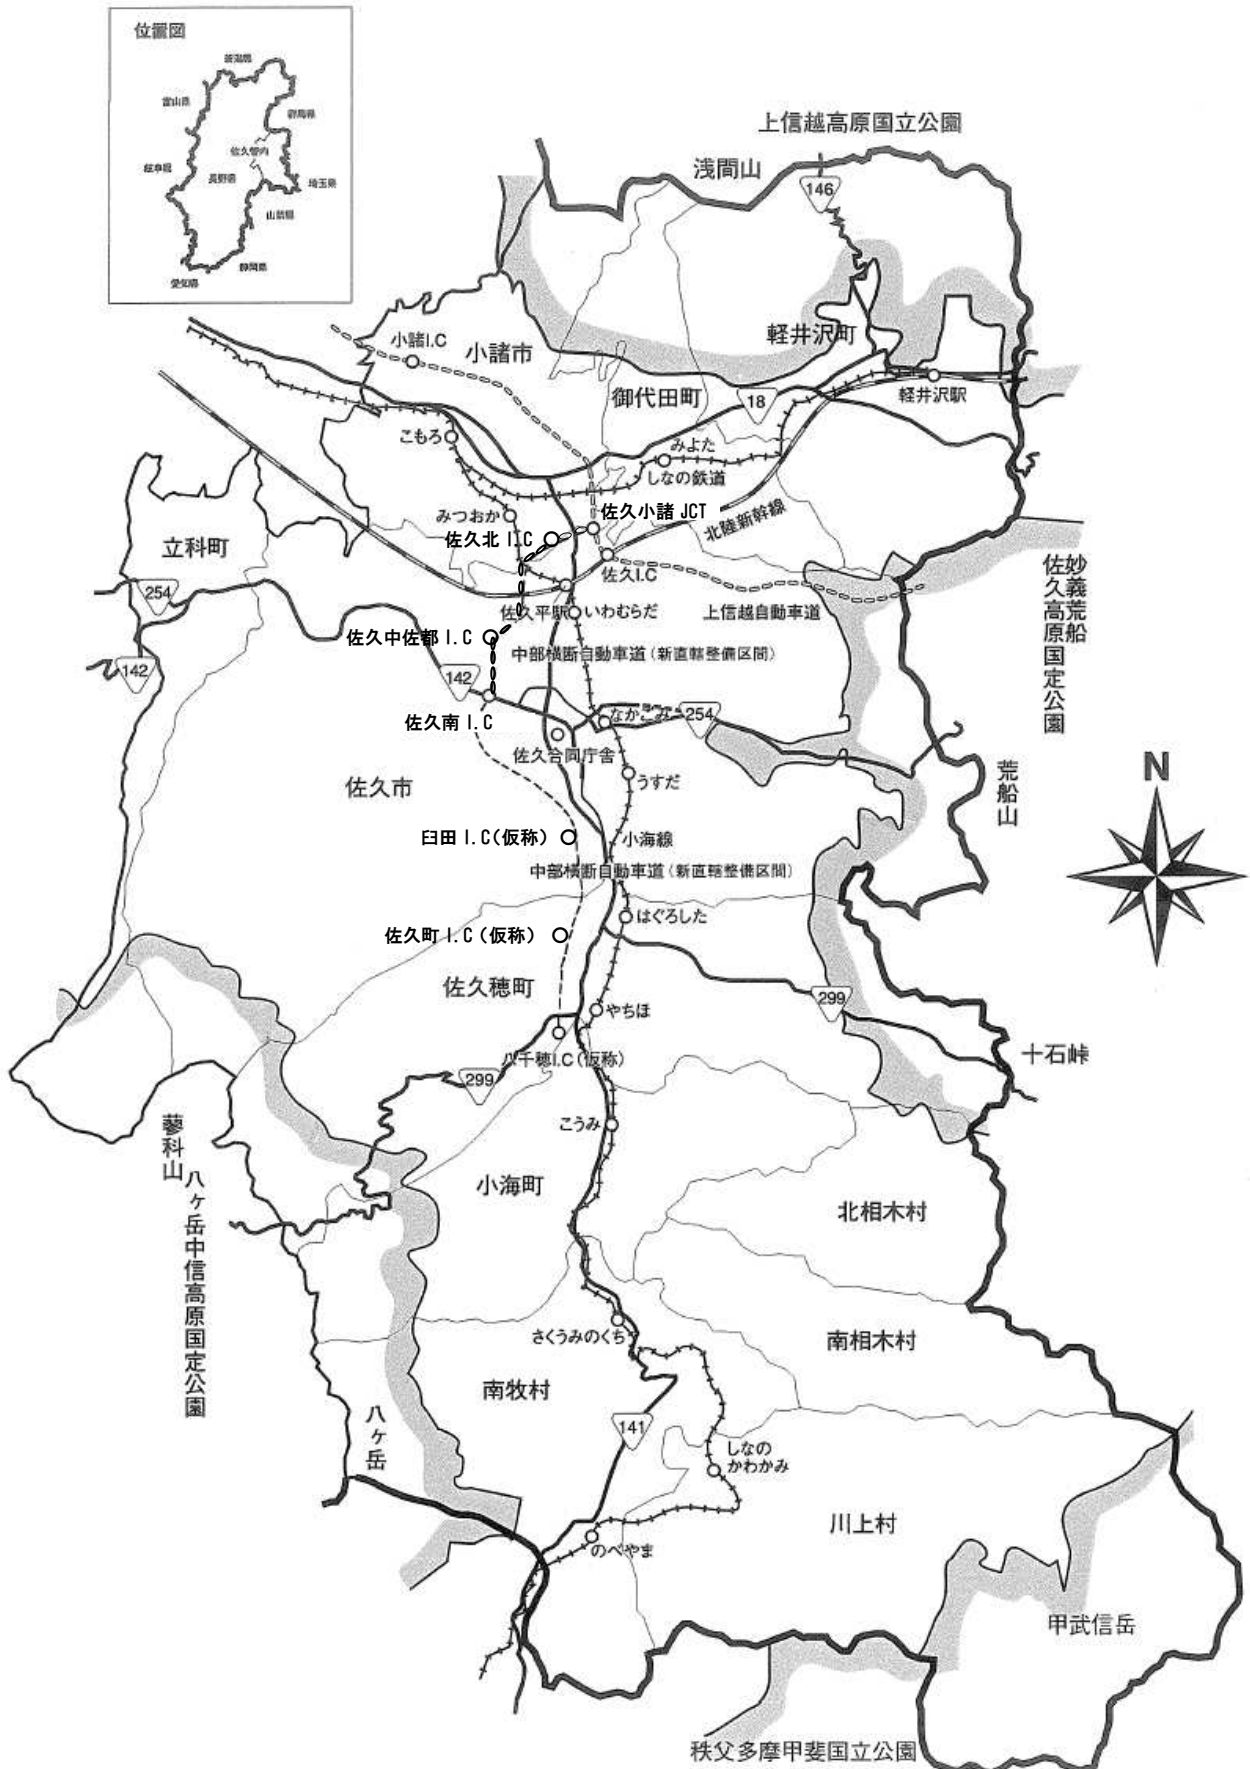 位置図
新潟県
富山県
群馬県
佐久管内
岐阜県
長野県
埼玉県
山梨県
静岡県
愛知県
上信越高原国立公園
浅間山
146
小諸I.C
小諸市
軽井沢町
御代田町
18
軽井沢駅
こもろ
みよた
しなの鉄道
みつおか
佐久小諸 JCT
北陸新幹線
佐久北 I.C
立科町
佐久I.C
妙義荒船
佐久高原国定公園
254
佐久平駅
いわむらだ
上信越自動車道
佐久中佐都 I.C
中部横断自動車道（新直轄整備区間）
142
142
佐久南 I.C
なかごみ
254
佐久合同庁舎
うすだ
佐久市
荒船山
N
臼田 I.C(仮称)
小海線
中部横断自動車道（新直轄整備区間）
はぐろした
佐久町 I.C（仮称）
佐久穂町
299
やちほ
十石峠
八千穂I.C（仮称）
299
蓼科山
こうみ
小海町
北相木村
八ヶ岳中信高原国定公園
さくうみのくち
南相木村
南牧村
八ヶ岳
141
しなの
かわかみ
川上村
のべやま
甲武信岳
秩父多摩甲斐国立公園